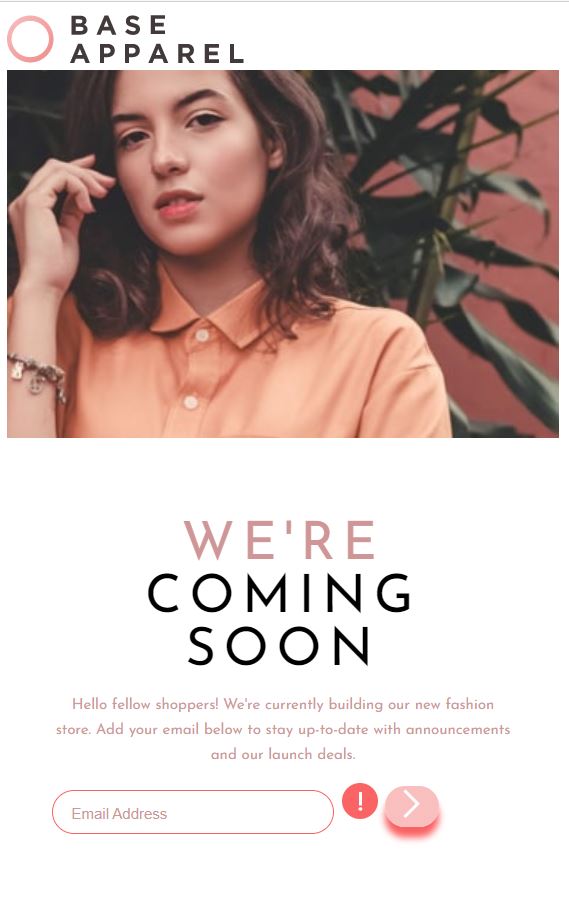 BASE
APPAREL
WE'RE
COMING
SOON
Hello fellow shoppers! We're currently building our new fashion
store. Add your email below to stay up-to-date with announcements
and our launch deals.
Email Address
!